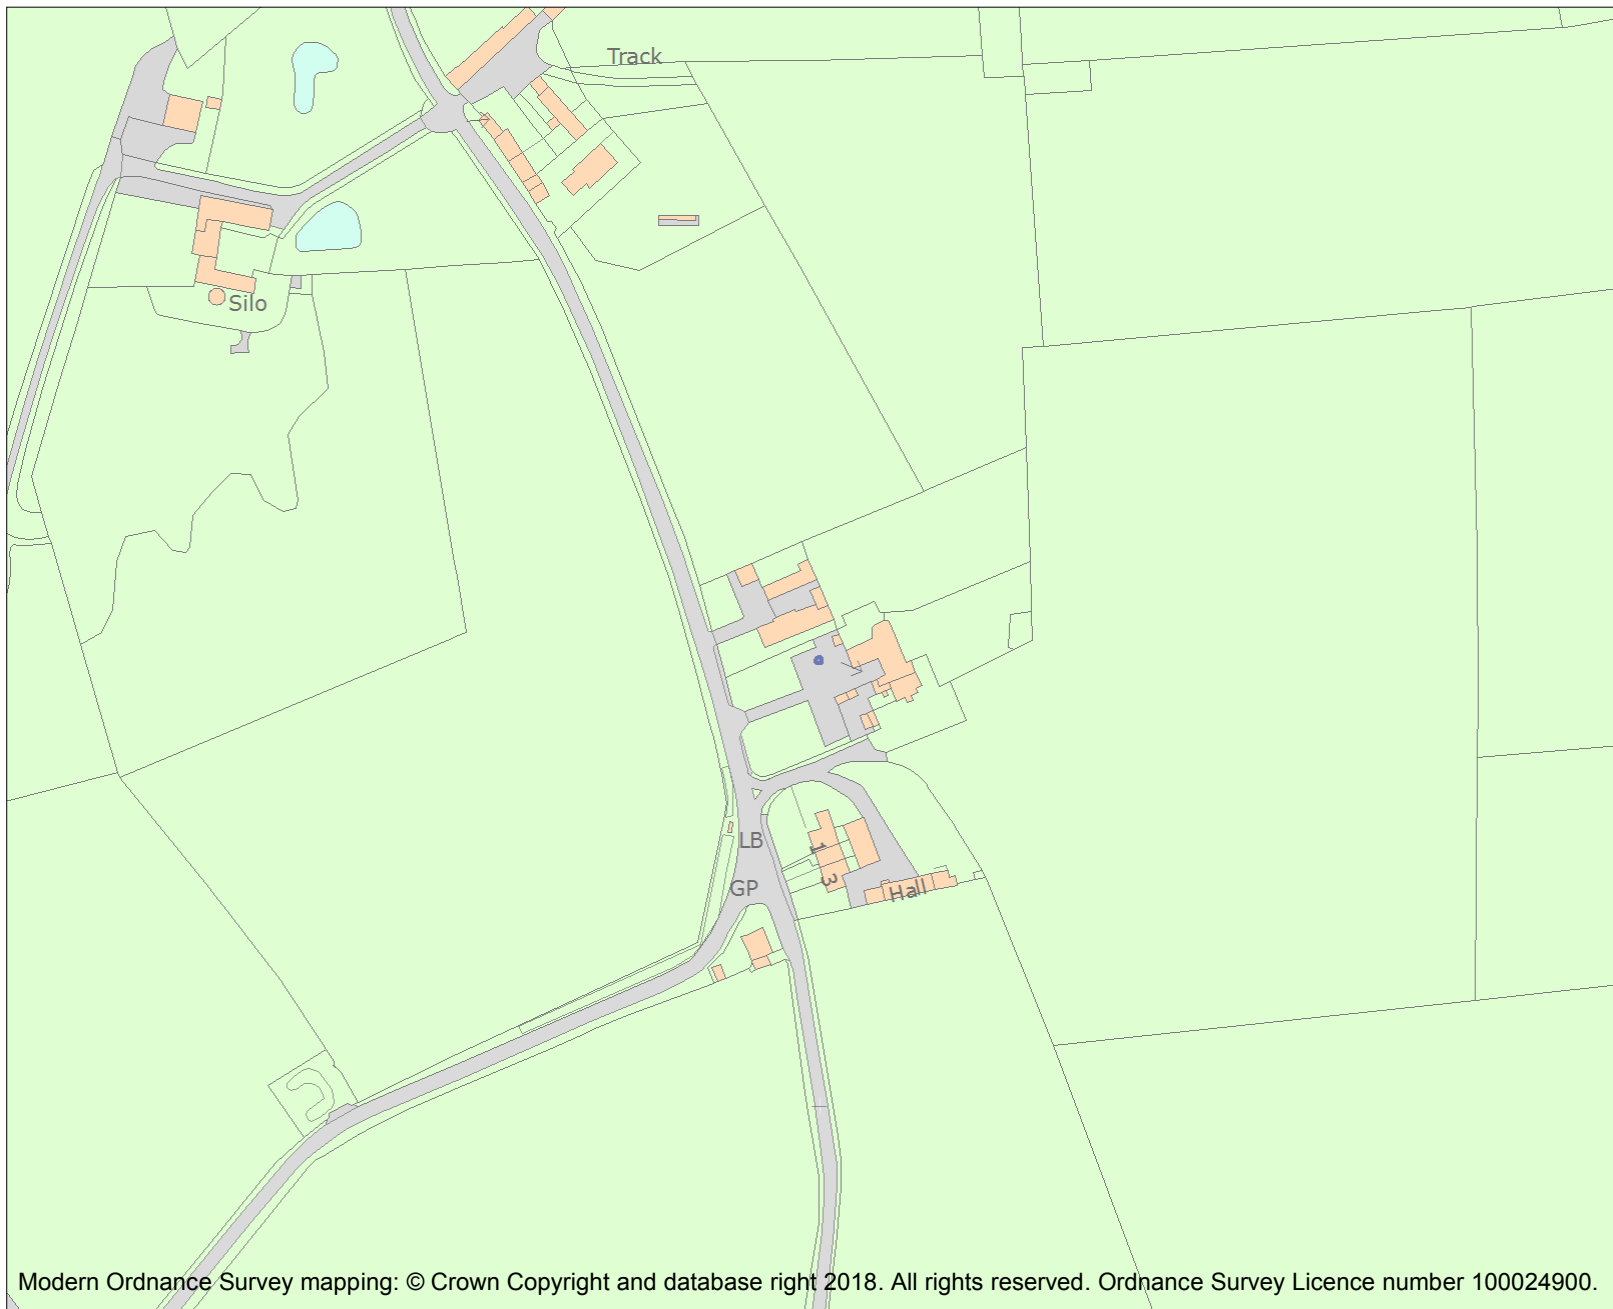 Track
Silo
LB
1
3
GP
Hall
Modern Ordnance Survey mapping: © Crown Copyright and database right 2018. All rights reserved. Ordnance Survey Licence number 100024900.